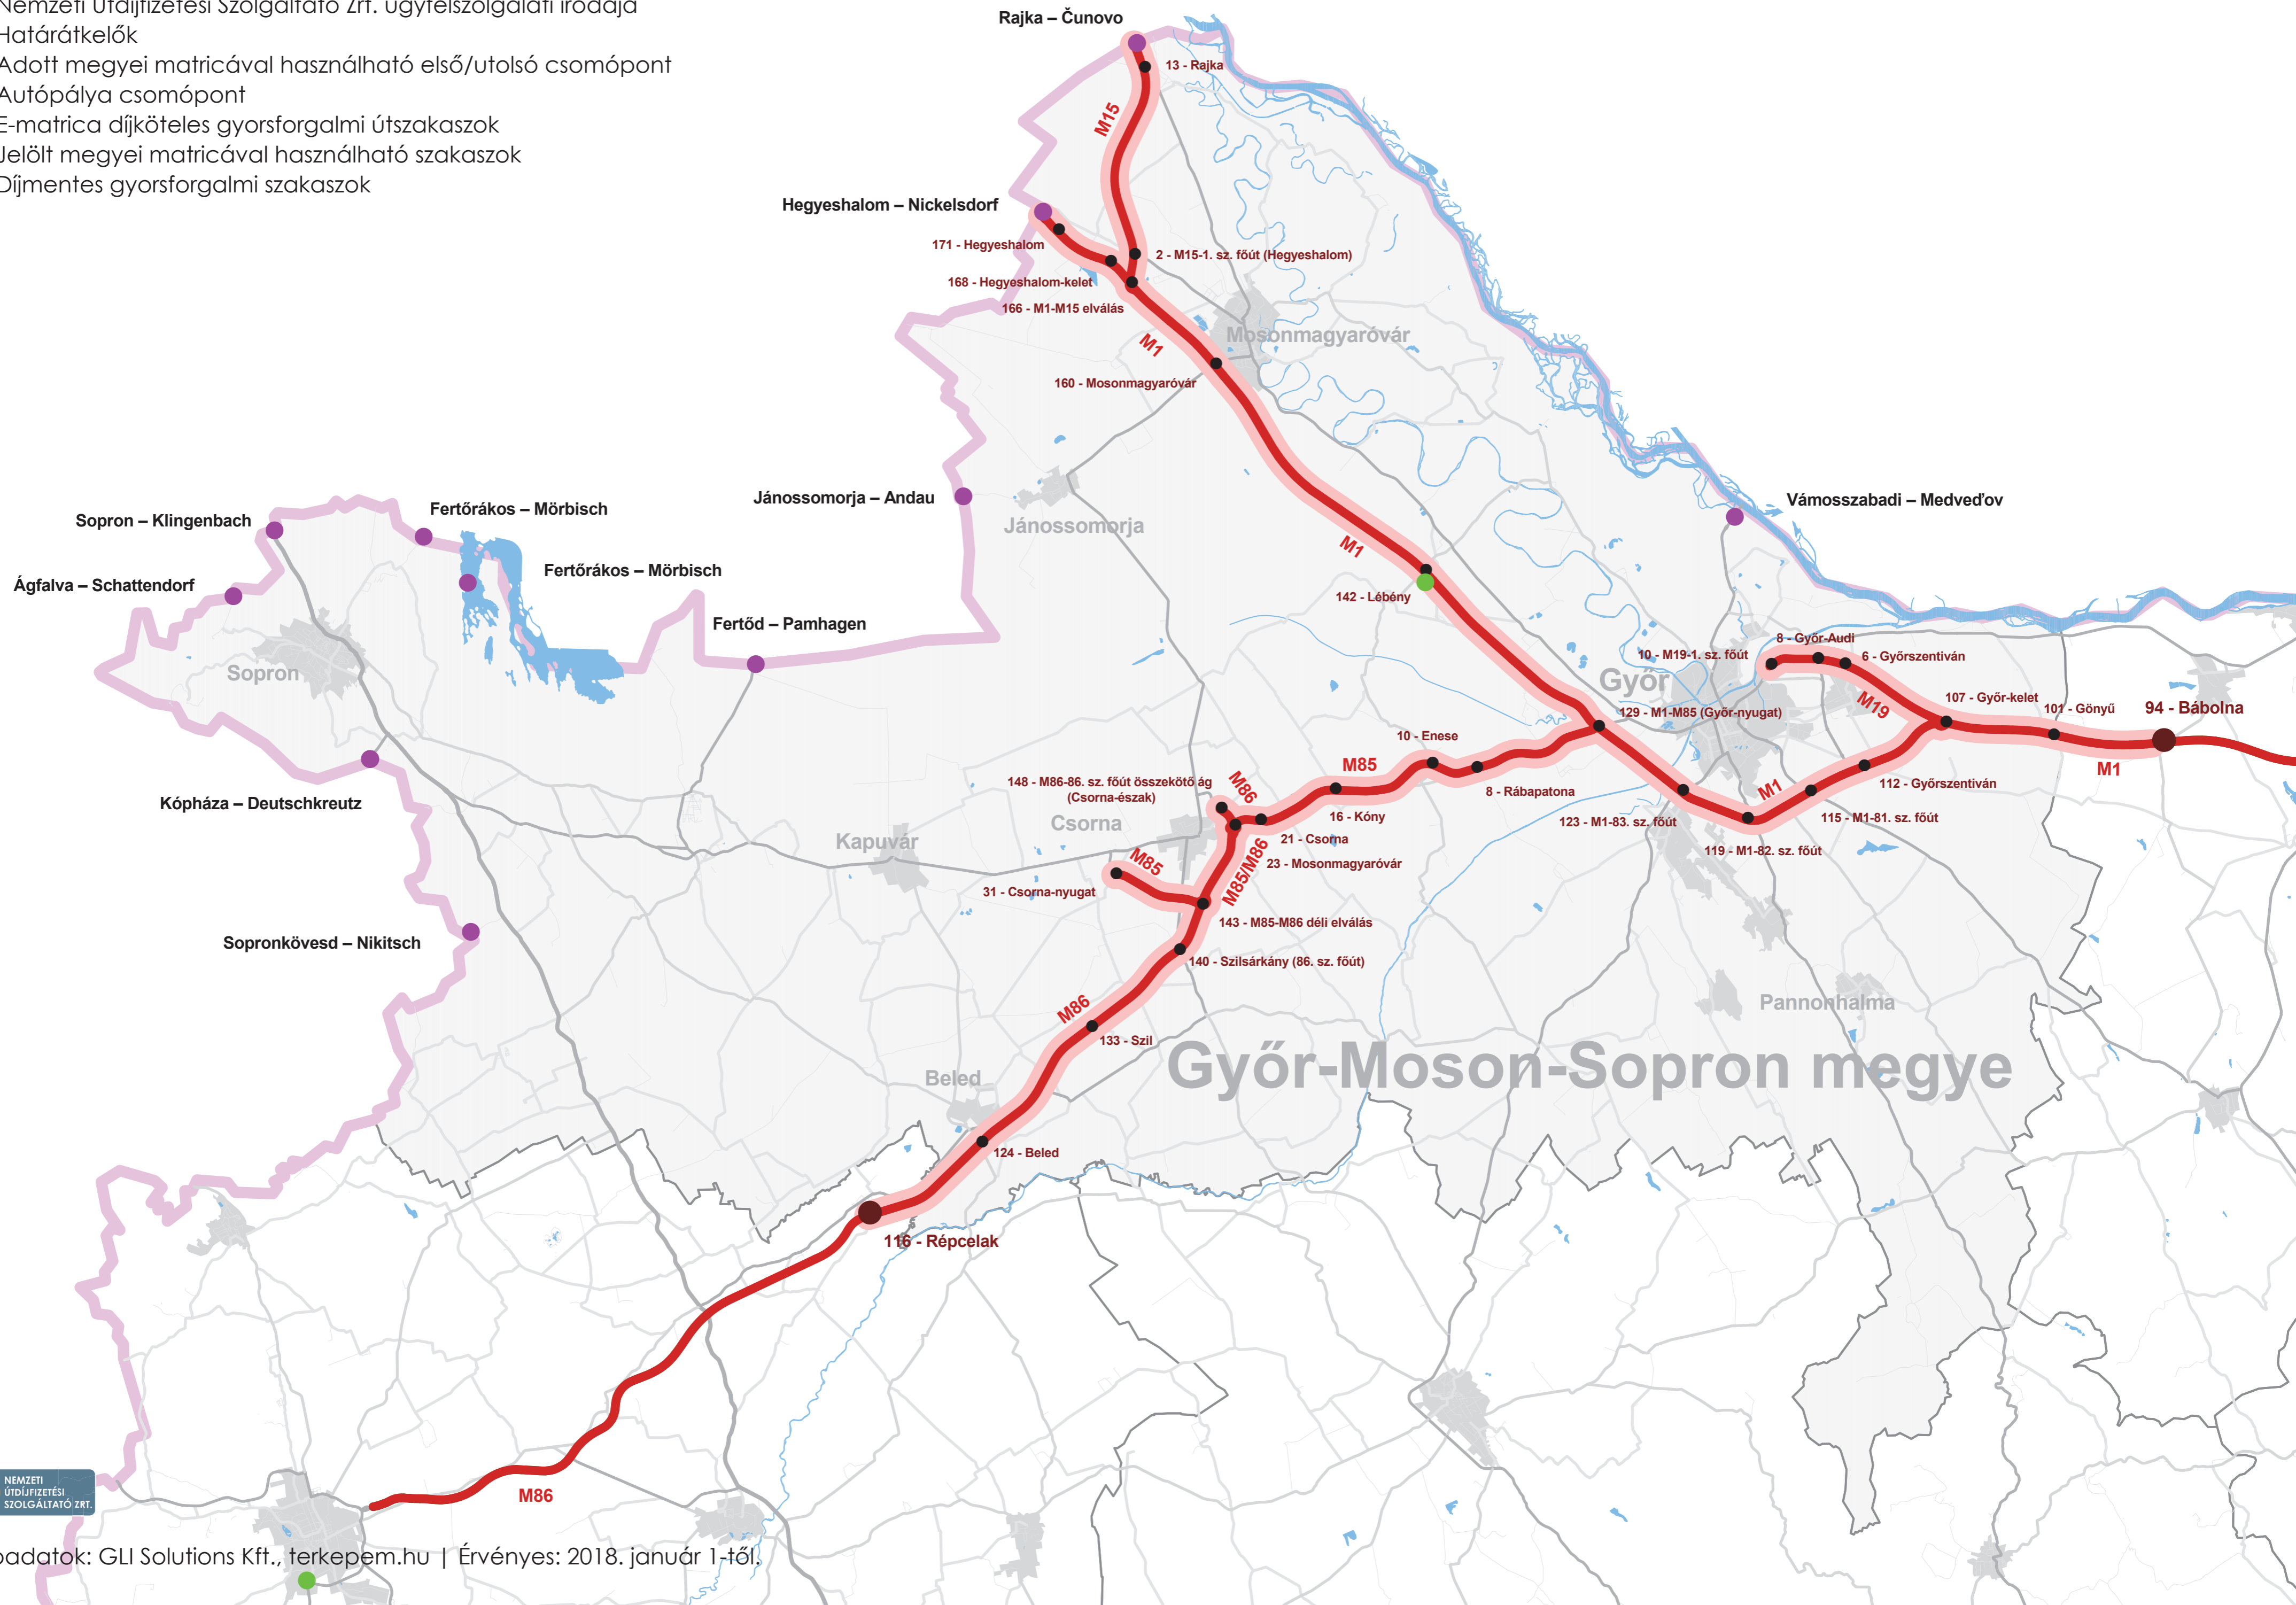 Nemzeti Útdíjfizetési Szolgáltató Zrt. ügyfélszolgálati irodája
Határátkelők
Adott megyei matricával használható első/utolsó csomópont
Autópálya csomópont
E-matrica díjköteles gyorsforgalmi útszakaszok
Jelölt megyei matricával használható szakaszok
Díjmentes gyorsforgalmi szakaszok
Rajka – Čunovo
13 - Rajka
M15
Hegyeshalom – Nickelsdorf
171 - Hegyeshalom
2 - M15-1. sz. főút (Hegyeshalom)
168 - Hegyeshalom-kelet
166 - M1-M15 elválás
M1
Mosonmagyaróvár
160 - Mosonmagyaróvár
Jánossomorja – Andau
Jánossomorja
Vámosszabadi – Medveďov
Fertőrákos – Mörbisch
Sopron – Klingenbach
Fertőrákos – Mörbisch
Ágfalva – Schattendorf
Fertőd – Pamhagen
Sopron
M1
142 - Lébény
8 - Győr-Audi
10 - M19-1. sz. főút
6 - Győrszentiván
Győr
M19
107 - Győr-kelet
101 - Gönyű
94 - Bábolna
129 - M1-M85 (Győr-nyugat)
10 - Enese
M85
M1
148 - M86-86. sz. főút összekötő ág
(Csorna-észak)
M86
8 - Rábapatona
M1
112 - Győrszentiván
Kópháza – Deutschkreutz
Csorna
16 - Kóny
123 - M1-83. sz. főút
115 - M1-81. sz. főút
Kapuvár
21 - Csorna
119 - M1-82. sz. főút
M85
M85/M86
23 - Mosonmagyaróvár
31 - Csorna-nyugat
143 - M85-M86 déli elválás
Sopronkövesd – Nikitsch
140 - Szilsárkány (86. sz. főút)
M86
Pannonhalma
133 - Szil
Győr-Moson-Sopron megye
Beled
124 - Beled
116 - Répcelak
M86
NEMZETI
ÚTDÍJFIZETÉSI
SZOLGÁLTATÓ ZRT.
GLI Solutions Kft., terkepem.hu | Érvényes: 2018. január 1-től.